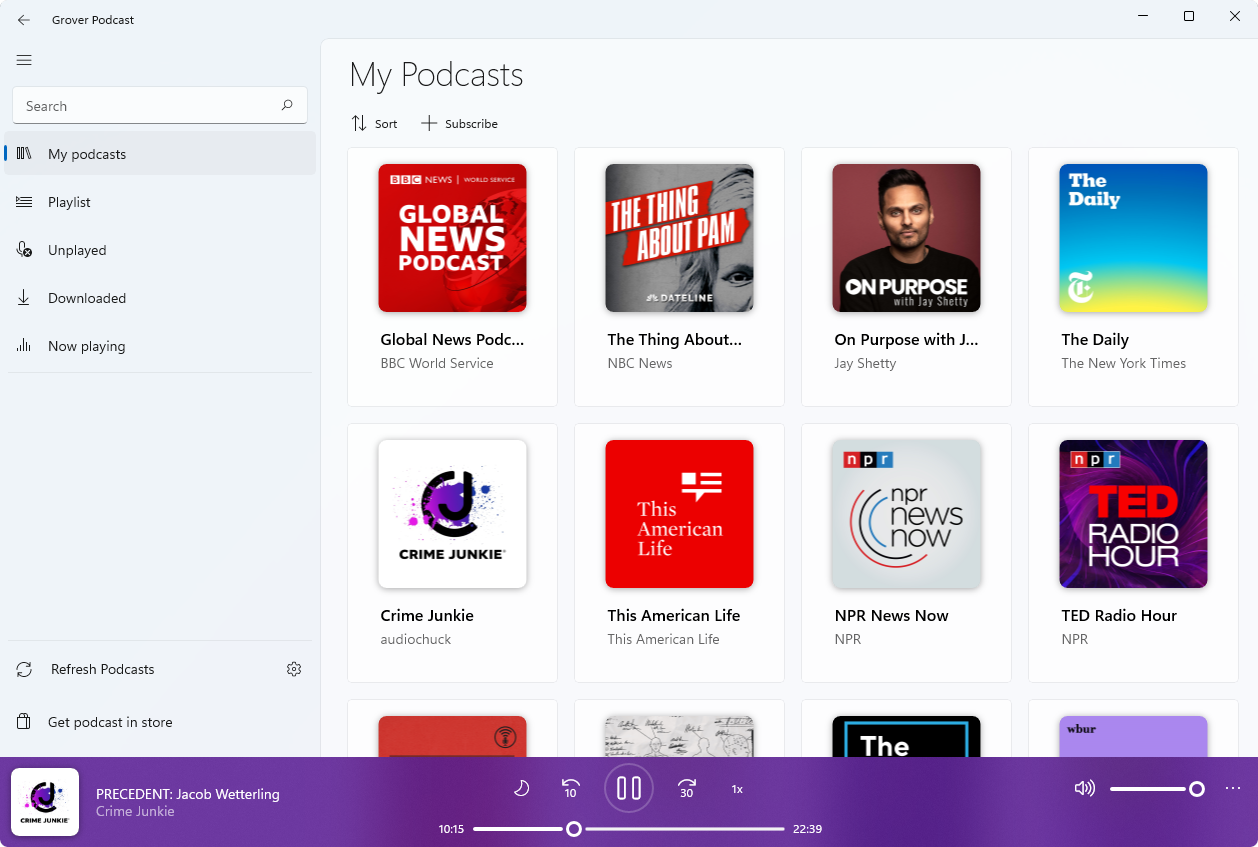 Grover Podcast
Search
My podcasts
Playlist
Unplayed
Downloaded
Now playing
Refresh Podcasts
Get podcast in store
My Podcasts
Sort
Subscribe
BBC NEWS | WORLD SERVICE
GLOBAL
NEWS
PODCAST
Global News Podc...
BBC World Service
THE THING
ABOUT PAM
DATELINE
The Thing About...
NBC News
ON PURPOSE
with Jay Shetty
On Purpose with J...
Jay Shetty
The
Daily
T
The Daily
The New York Times
CJ
CRIME JUNKIE
Crime Junkie
audiochuck
This
American
Life
This American Life
This American Life
npr
npr
news
now
NPR News Now
NPR
npr
TED
RADIO
HOUR
TED Radio Hour
NPR
The
wbur
CRIME JUNKIE
PRECEDENT: Jacob Wetterling
Crime Junkie
10
30
1x
10:15
22:39